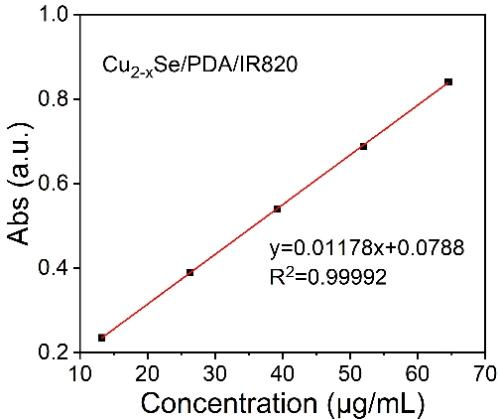 1.0
Cu₂₋ₓSe/PDA/IR820
0.8
Abs (a.u.)
0.6
y=0.01178x+0.0788
R²=0.99992
0.4
0.2
10 20 30 40 50 60 70
Concentration (μg/mL)